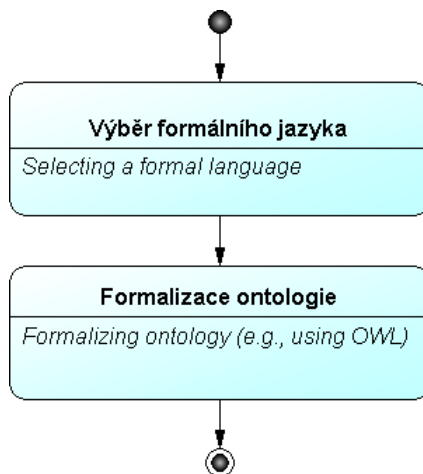 Výběr formálního jazyka
Selecting a formal language
Formalizace ontologie
Formalizing ontology (e.g., using OWL)